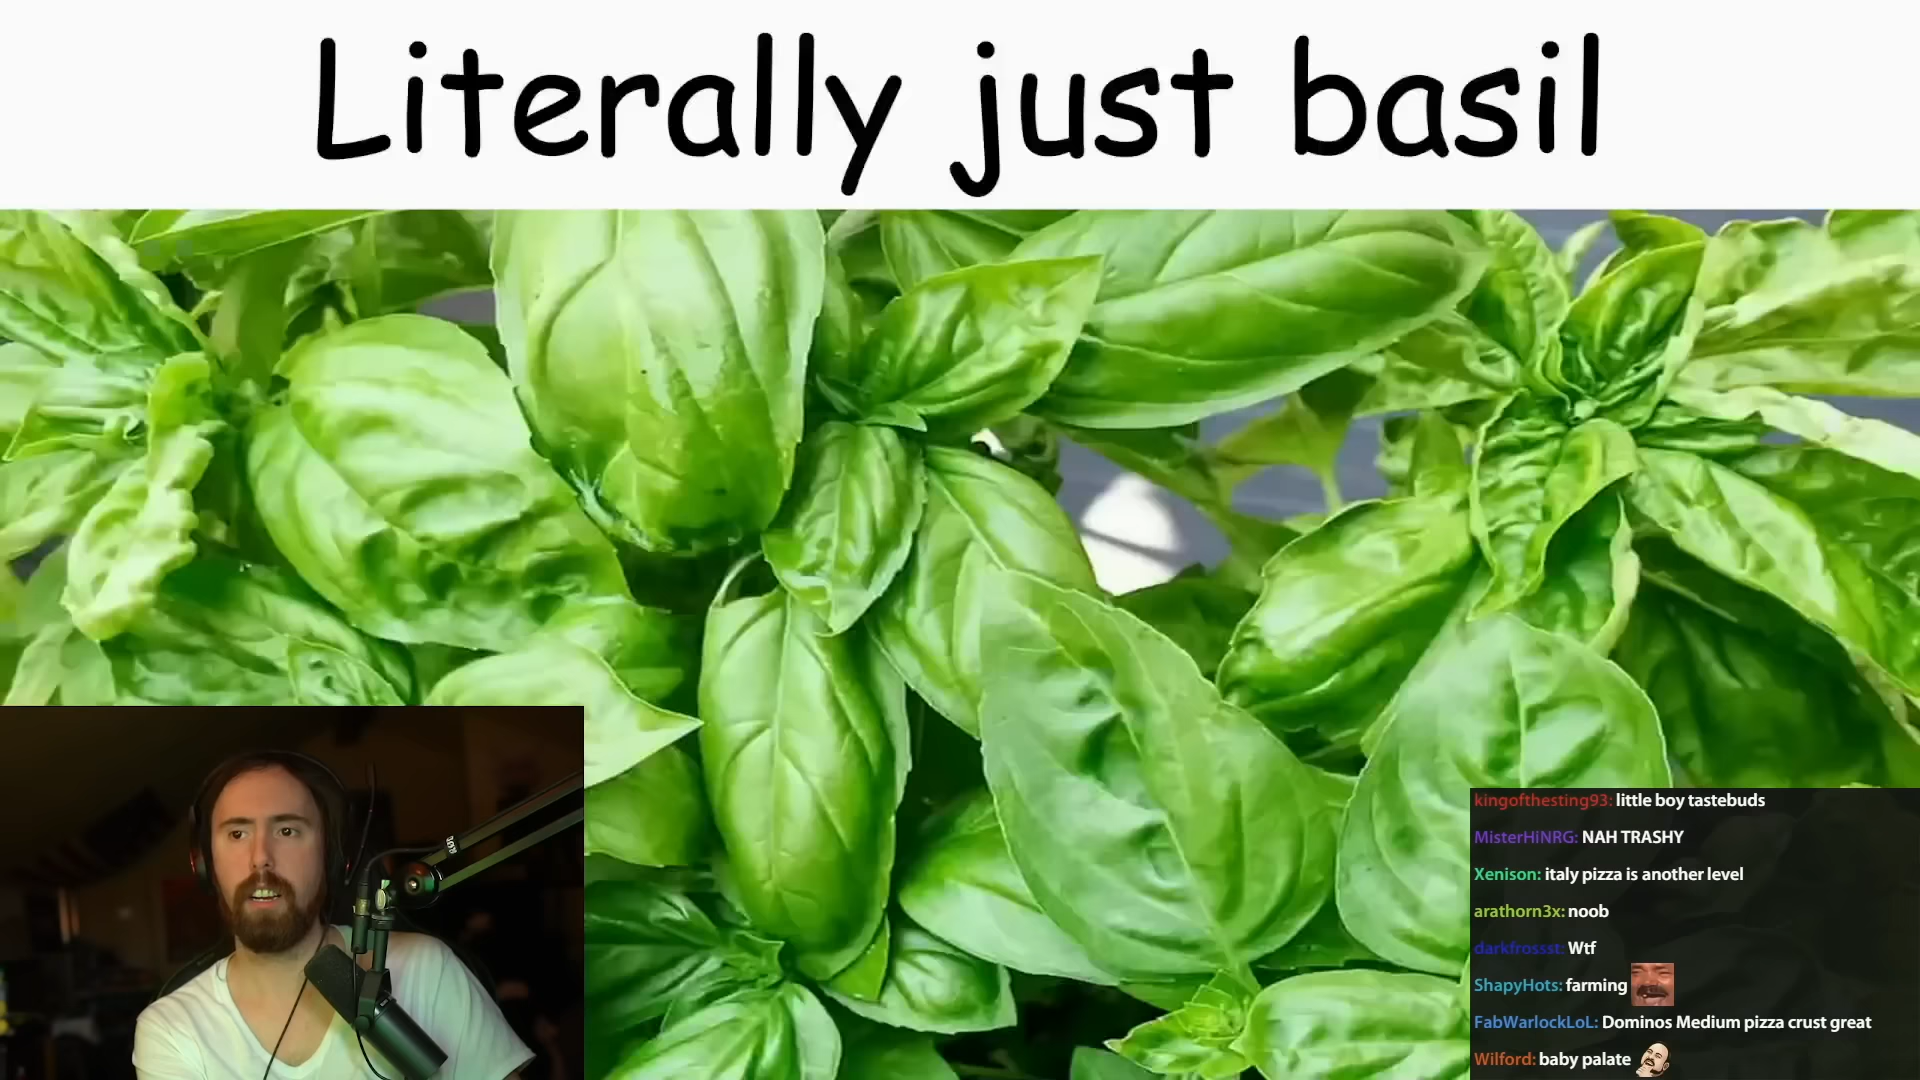 Literally just basil
kingofthesting93: little boy tastebuds
MisterHiNRG: NAH TRASHY
Xenison: italy pizza is another level
arathorn3x: noob
darkfrossst: Wtf
ShapyHots: farming
FabWarlockLoL: Dominos Medium pizza crust great
Wilford: baby palate